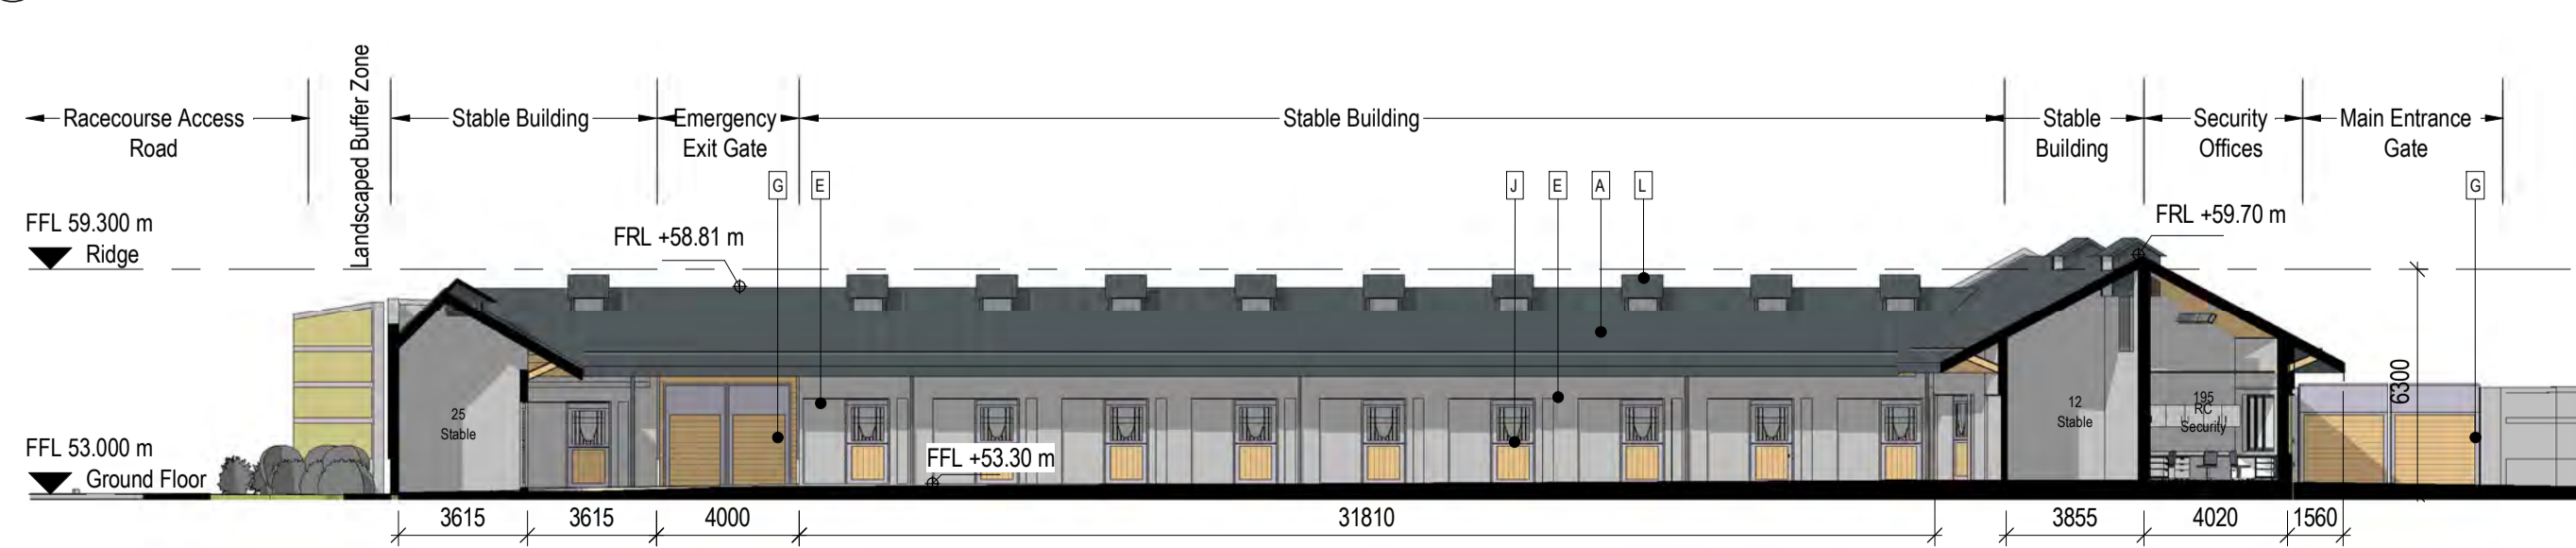 Landscaped Buffer Zone
Racecourse Access
Road
Stable Building
Emergency
Exit Gate
Stable Building
Stable
Building
Security
Offices
Main Entrance
Gate
G
E
J
E
A
L
G
FFL 59.300 m
Ridge
FRL +58.81 m
FRL +59.70 m
6300
25
Stable
12
Stable
195
RC
Security
FFL 53.000 m
Ground Floor
FFL +53.30 m
3615
3615
4000
31810
3855
4020
1560